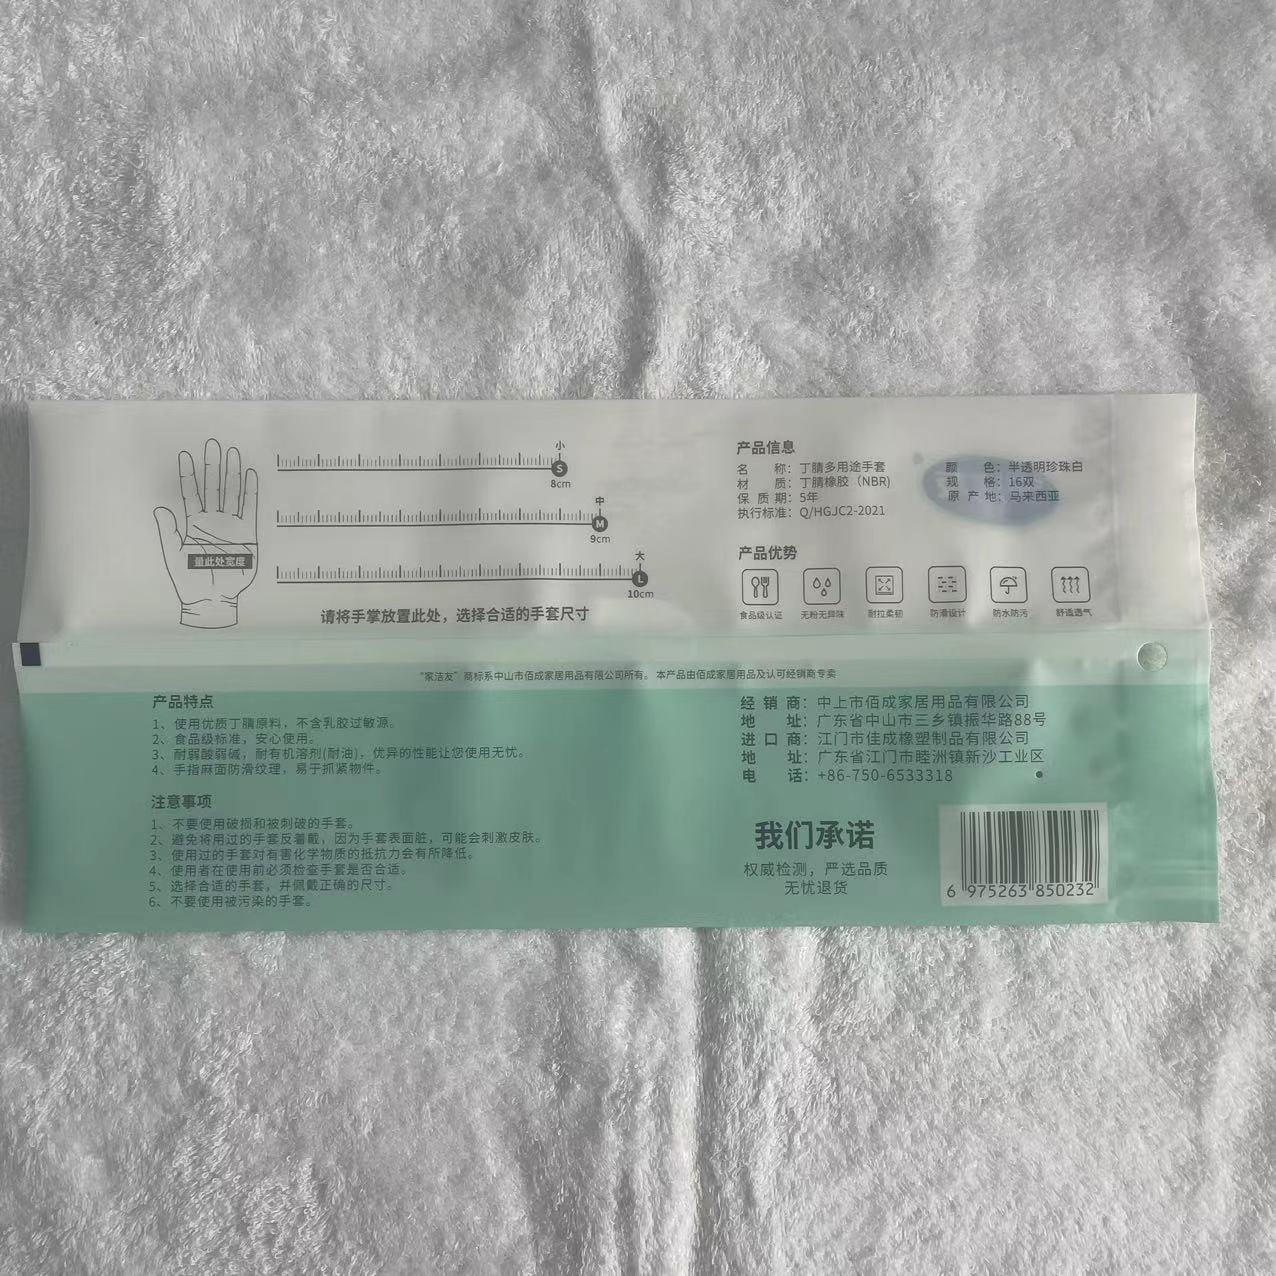 小
S
8cm
中
M
9cm
大
L
10cm
量此处宽度
请将手掌放置此处，选择合适的手套尺寸
产品信息
名 称：丁腈多用途手套
材 质：丁腈橡胶（NBR）
保 质 期：5年
执行标准：Q/HGJC2-2021
颜 色：半透明珍珠白
规 格：16双
原 产 地：马来西亚
产品优势
食品级认证 无粉无异味 耐拉柔韧 防滑设计 防水防污 舒适透气
“家洁友”商标系中山市佰成家居用品有限公司所有。 本产品由佰成家居用品及认可经销商专卖
产品特点
1、使用优质丁腈原料，不含乳胶过敏源。
2、食品级标准，安心使用。
3、耐弱酸弱碱，耐有机溶剂(耐油)，优异的性能让您使用无忧。
4、手指麻面防滑纹理，易于抓紧物件。
注意事项
1、不要使用破损和被刺破的手套。
2、避免将用过的手套反着戴，因为手套表面脏，可能会刺激皮肤。
3、使用过的手套对有害化学物质的抵抗力会有所降低。
4、使用者在使用前必须检查手套是否合适。
5、选择合适的手套，并佩戴正确的尺寸。
6、不要使用被污染的手套。
经 销 商：中上市佰成家居用品有限公司
地 址：广东省中山市三乡镇振华路88号
进 口 商：江门市佳成橡塑制品有限公司
地 址：广东省江门市睦洲镇新沙工业区
电 话：+86-750-6533318
我们承诺
权威检测，严选品质
无忧退货
6 975263 850232